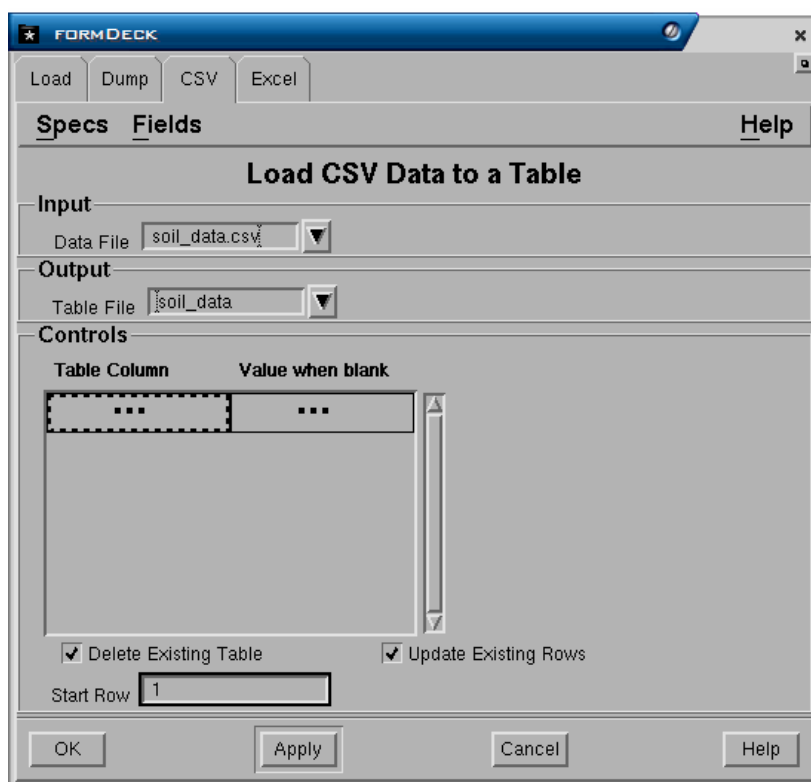 FORMDECK
Load Dump CSV Excel
Specs Fields Help
Load CSV Data to a Table
Input
Data File soil_data.csv
Output
Table File soil_data
Controls
Table Column Value when blank
... ...
Delete Existing Table Update Existing Rows
Start Row 1
OK Apply Cancel Help